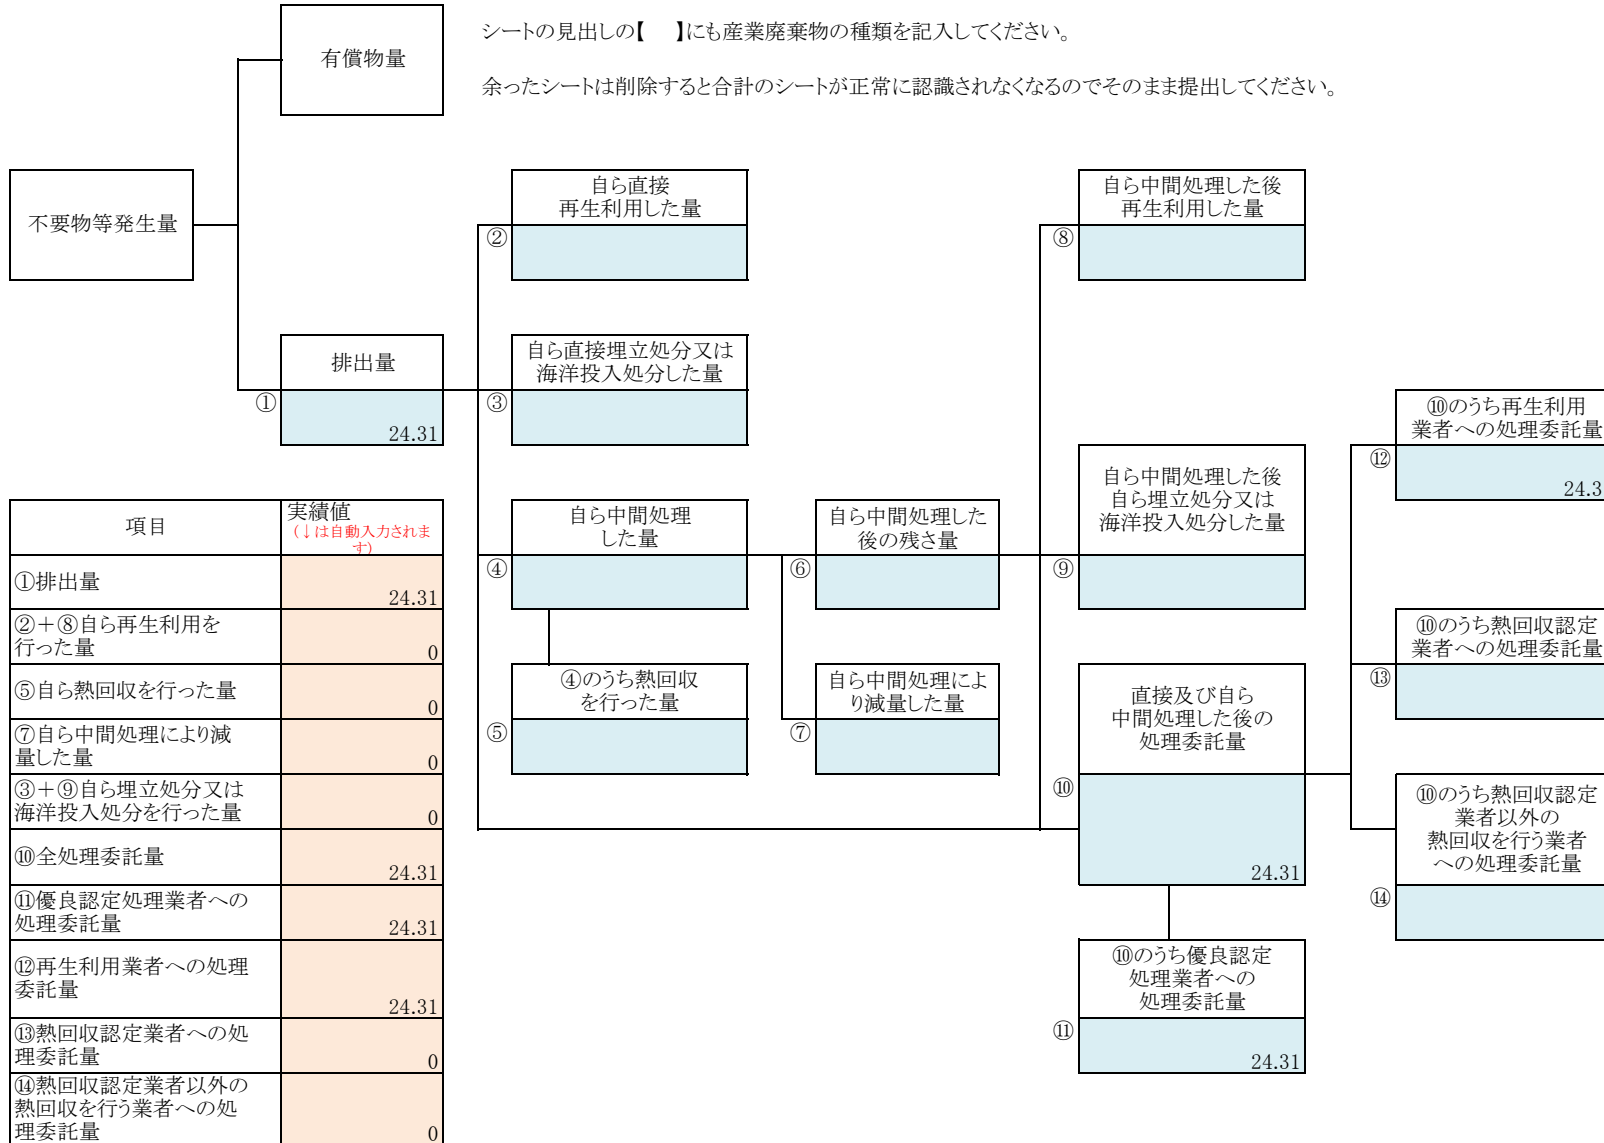 シートの見出しの【　】にも産業廃棄物の種類を記入してください。
有償物量
余ったシートは削除すると合計のシートが正常に認識されなくなるのでそのまま提出してください。
不要物等発生量
自ら直接
再生利用した量
②
自ら中間処理した後
再生利用した量
⑧
排出量
①
24.31
自ら直接埋立処分又は
海洋投入処分した量
③
⑩のうち再生利用
業者への処理委託量
⑫
24.3
自ら中間処理
した量
④
自ら中間処理した
後の残さ量
⑥
自ら中間処理した後
自ら埋立処分又は
海洋投入処分した量
⑨
⑩のうち熱回収認定
業者への処理委託量
⑬
④のうち熱回収
を行った量
⑤
自ら中間処理によ
り減量した量
⑦
直接及び自ら
中間処理した後の
処理委託量
⑩
24.31
⑩のうち熱回収認定
業者以外の
熱回収を行う業者
への処理委託量
⑭
⑩のうち優良認定
処理業者への
処理委託量
⑪
24.31
項目
実績値
(↓は自動入力されま
す)
①排出量
24.31
②＋⑧自ら再生利用を
行った量
0
⑤自ら熱回収を行った量
0
⑦自ら中間処理により減
量した量
0
③＋⑨自ら埋立処分又は
海洋投入処分を行った量
0
⑩全処理委託量
24.31
⑪優良認定処理業者への
処理委託量
24.31
⑫再生利用業者への処理
委託量
24.31
⑬熱回収認定業者への処
理委託量
0
⑭熱回収認定業者以外の
熱回収を行う業者への処
理委託量
0